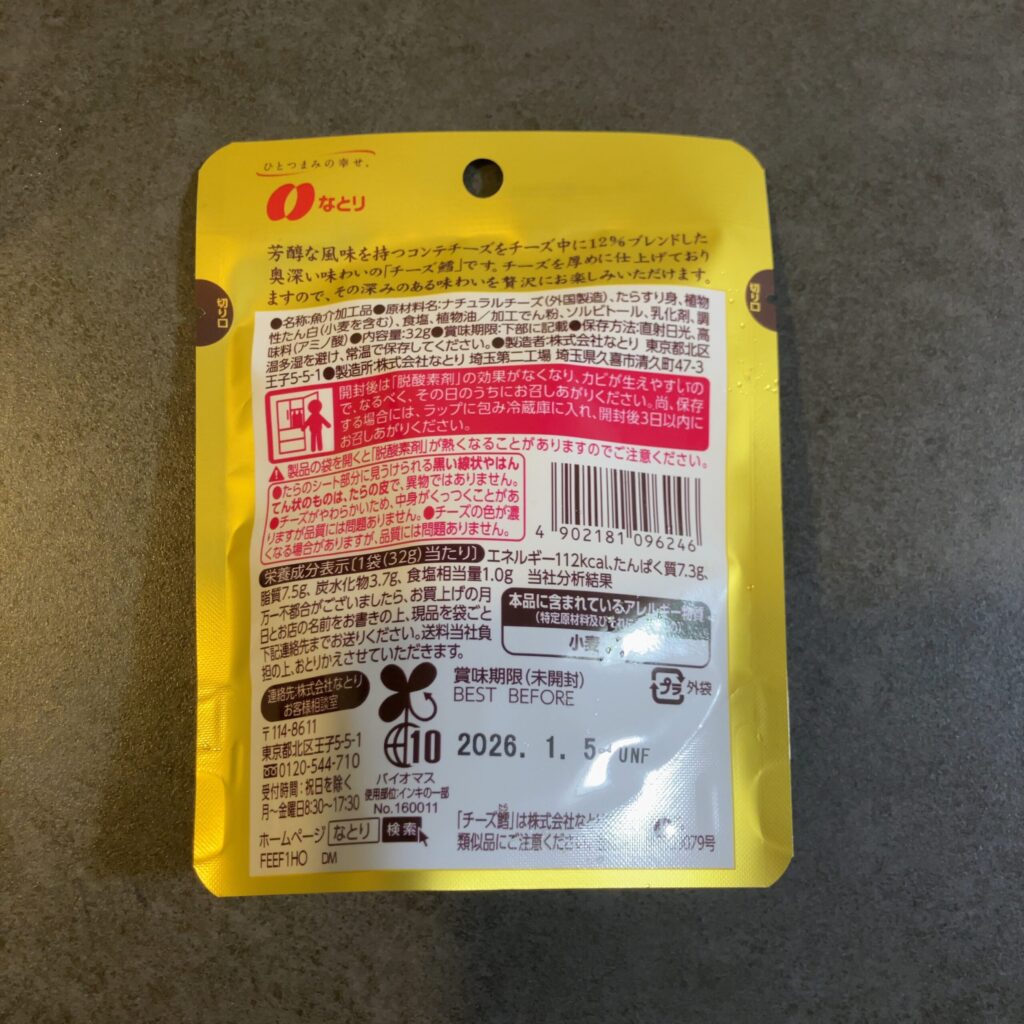 ひとつまみの幸せ。
なとり
芳醇な風味を持つコンテチーズをチーズ中に12%ブレンドした
奥深い味わいの「チーズ鱈」です。チーズを厚めに仕上げており
ますので、その深みのある味わいを贅沢にお楽しみいただけます。
切り口
切り口
●名称:魚介加工品●原材料名:ナチュラルチーズ(外国製造)、たらすり身、植物
性たん白(小麦を含む)、食塩、植物油/加工でん粉、ソルビトール、乳化剤、調
味料(アミノ酸)●内容量:32g●賞味期限:下部に記載●保存方法:直射日光、高
温多湿を避け、常温で保存してください。●製造者:株式会社なとり 東京都北区
王子5-5-1●製造所:株式会社なとり 埼玉第二工場 埼玉県久喜市清久町47-3
開封後は「脱酸素剤」の効果がなくなり、カビが生えやすいの
で、なるべく、その日のうちにお召しあがりください。尚、保存
する場合には、ラップに包み冷蔵庫に入れ、開封後3日以内に
お召しあがりください。
製品の袋を開くと「脱酸素剤」が熱くなることがありますのでご注意ください。
●たらのシート部分に見うけられる黒い線状やはん
てん状のものは、たらの皮で、異物ではありません。
●チーズがやわらかいため、中身がくっつくことがあ
りますが品質には問題ありません。●チーズの色が濃
くなる場合がありますが、品質には問題ありません。
4 902181 096246
栄養成分表示〔1袋(32g)当たり〕エネルギー112kcal、たんぱく質7.3g、
脂質7.5g、炭水化物3.7g、食塩相当量1.0g 当社分析結果
万一不都合がございましたら、お買上げの月
日とお店の名前をお書きの上、現品を袋ごと
下記連絡先までお送りください。送料当社負
担の上、おとりかえさせていただきます。
本品に含まれているアレルギー物質
(特定原材料及びそれに
小麦
連絡先:株式会社なとり
お客様相談室
〒114-8611
東京都北区王子5-5-1
0120-544-710
受付時間:祝日を除く
月~金曜日8:30~17:30
ホームページ なとり 検索
FEEF1HO DM
10
バイオマス
使用部位:インキの一部
No.160011
賞味期限(未開封)
BEST BEFORE
プラ 外袋
2026. 1. 5 UNF
「チーズ鱈」は株式会社なとり
類似品にご注意ください 079号